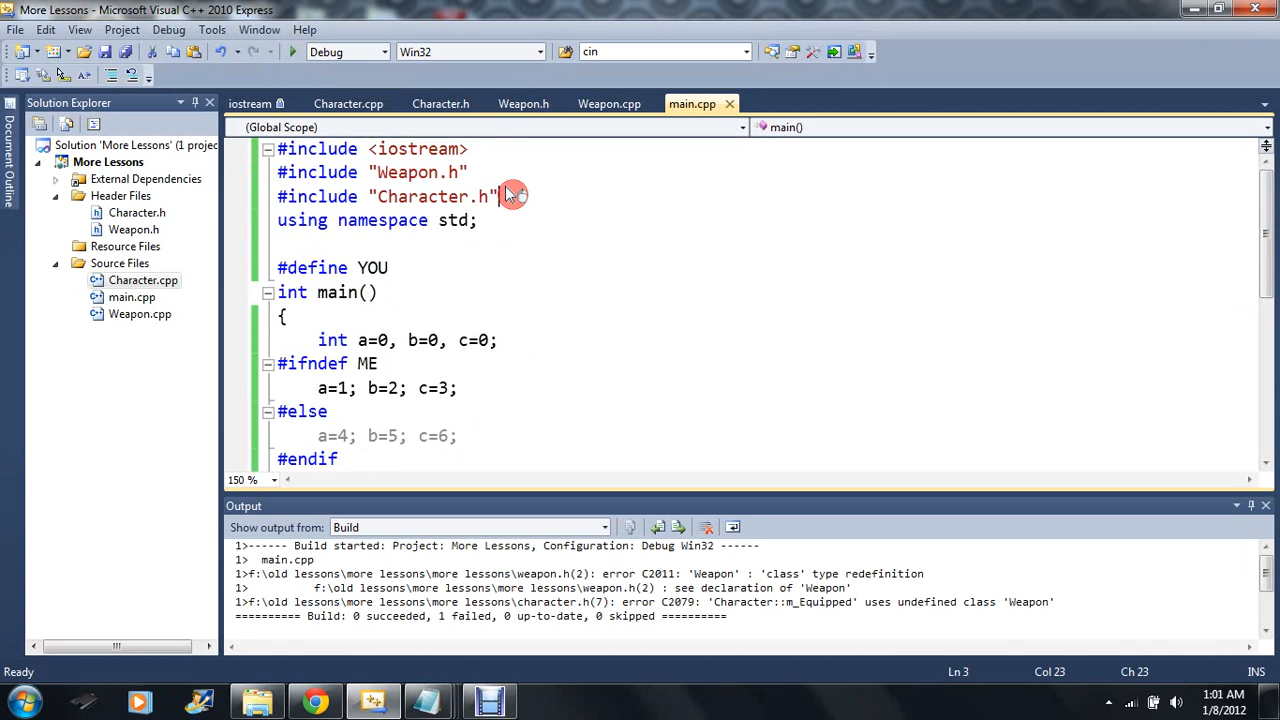 More Lessons - Microsoft Visual C++ 2010 Express
File Edit View Project Debug Tools Window Help
Debug Win32 cin
Solution Explorer
iostream Character.cpp Character.h Weapon.h Weapon.cpp main.cpp
Document Outline
(Global Scope) main()
Solution 'More Lessons' (1 project
More Lessons
External Dependencies
Header Files
Character.h
Weapon.h
Resource Files
Source Files
Character.cpp
main.cpp
Weapon.cpp
#include <iostream>
#include "Weapon.h"
#include "Character.h"
using namespace std;
#define YOU
int main()
{
int a=0, b=0, c=0;
#ifndef ME
a=1; b=2; c=3;
#else
a=4; b=5; c=6;
#endif
150 %
Output
Show output from: Build
1>------ Build started: Project: More Lessons, Configuration: Debug Win32 ------
1> main.cpp
1>f:\old lessons\more lessons\more lessons\weapon.h(2): error C2011: 'Weapon' : 'class' type redefinition
1> f:\old lessons\more lessons\more lessons\weapon.h(2) : see declaration of 'Weapon'
1>f:\old lessons\more lessons\more lessons\character.h(7): error C2079: 'Character::m_Equipped' uses undefined class 'Weapon'
========== Build: 0 succeeded, 1 failed, 0 up-to-date, 0 skipped ==========
Ready Ln 3 Col 23 Ch 23 INS
1:01 AM
1/8/2012